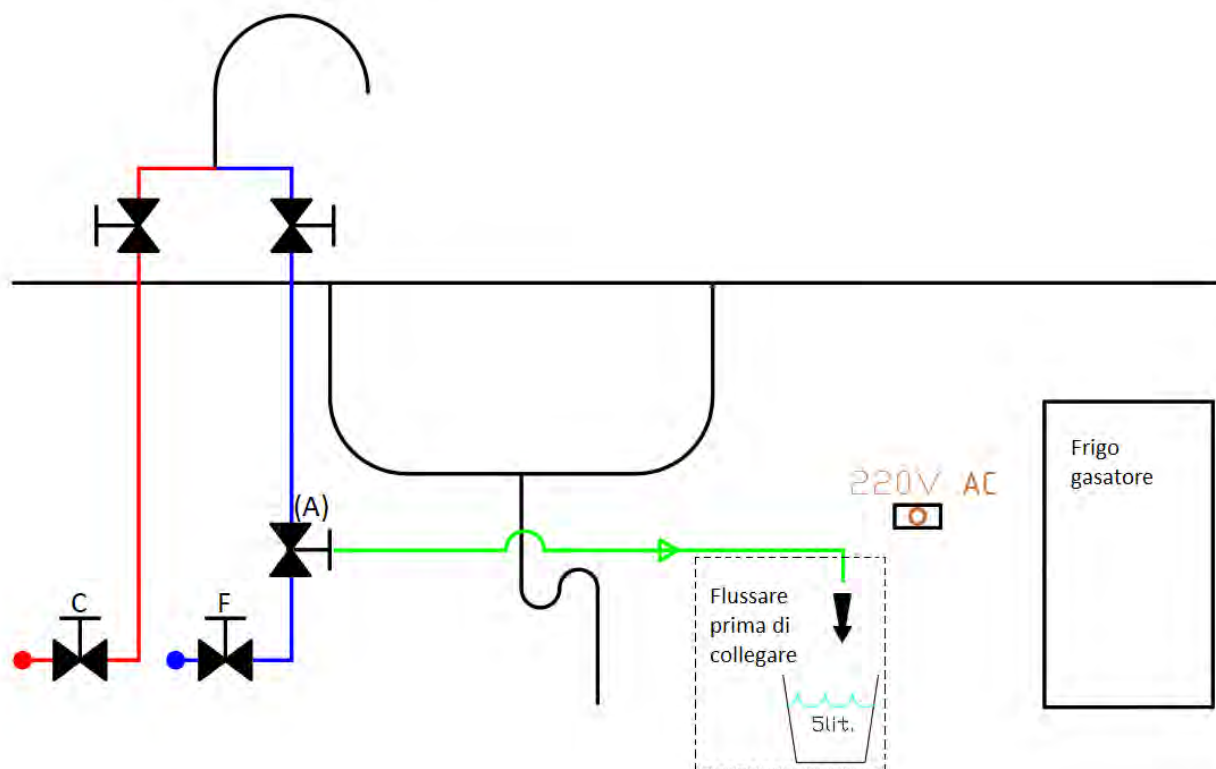 (A)
C
F
220V AC
Frigo
gasatore
Flussare
prima di
collegare
5lit.